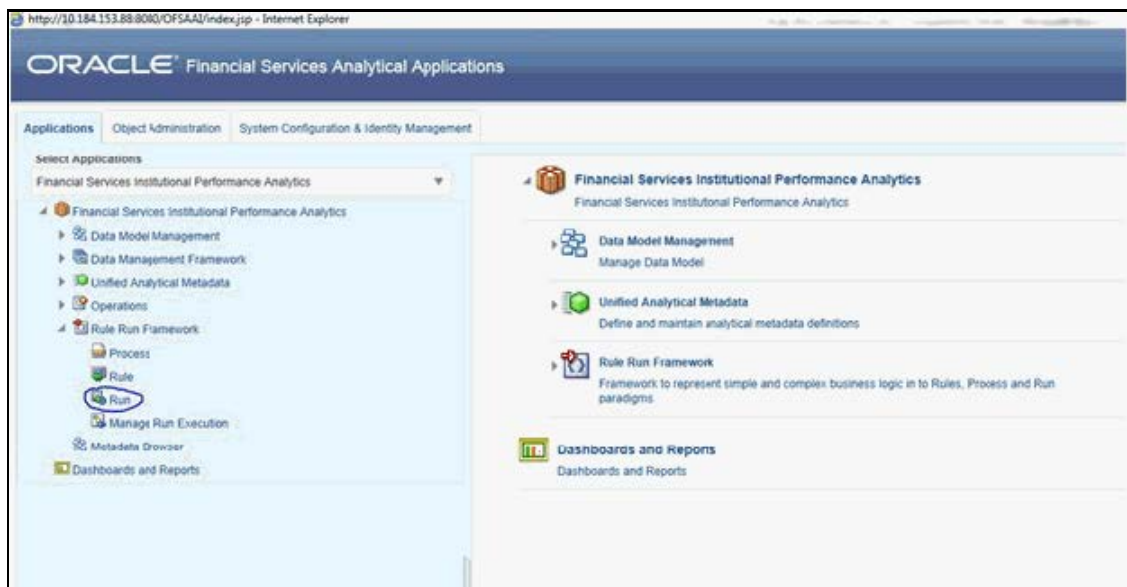 http://10.184.153.88:8080/OFSAAI/index.jsp - Internet Explorer
ORACLE Financial Services Analytical Applications
Applications Object Administration System Configuration & Identity Management
Select Applications
Financial Services Institutional Performance Analytics
Financial Services Institutional Performance Analytics
Data Model Management
Data Management Framework
Unified Analytical Metadata
Operations
Rule Run Framework
Process
Rule
Run
Manage Run Execution
Metadata Browser
Dashboards and Reports
Financial Services Institutional Performance Analytics
Financial Services Institutional Performance Analytics
Data Model Management
Manage Data Model
Unified Analytical Metadata
Define and maintain analytical metadata definitions
Rule Run Framework
Framework to represent simple and complex business logic in to Rules, Process and Run
paradigms
Dashboards and Reports
Dashboards and Reports